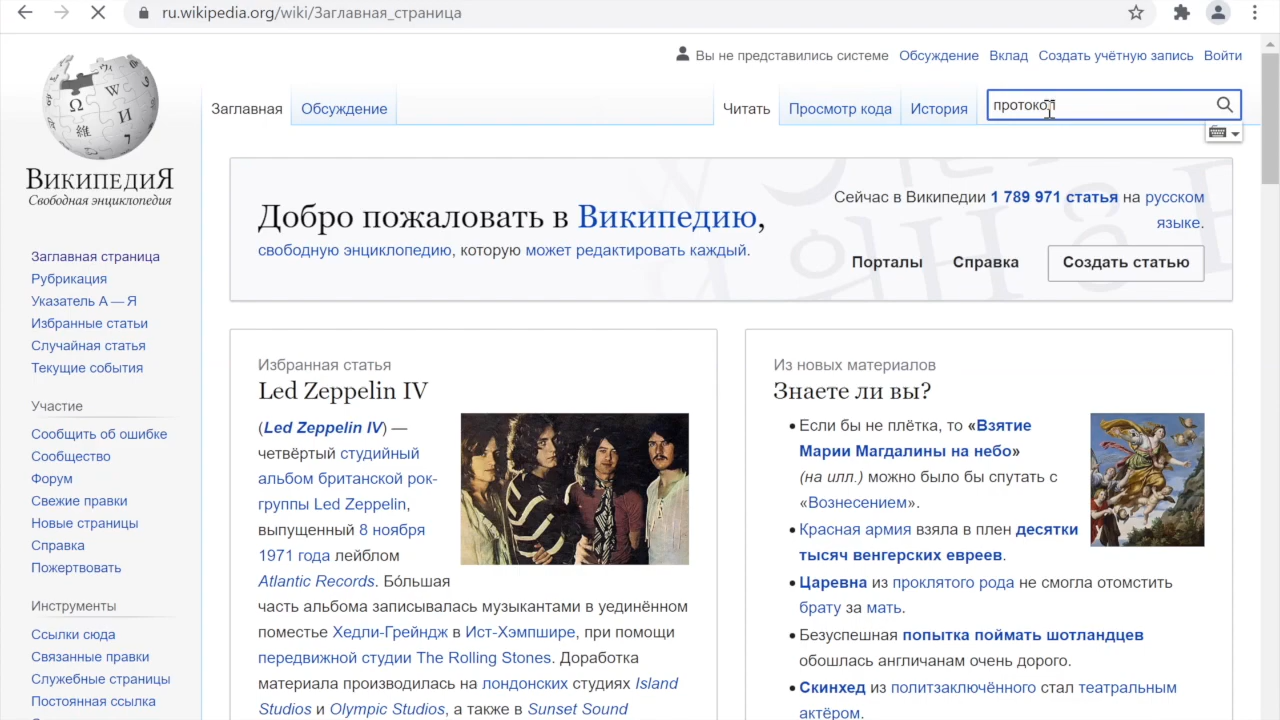 ru.wikipedia.org/wiki/Заглавная_страница
Вы не представились системе Обсуждение Вклад Создать учётную запись Войти
Заглавная Обсуждение Читать Просмотр кода История протокол
ВИКИПЕДИЯ
Свободная энциклопедия
Заглавная страница
Рубрикация
Указатель А — Я
Избранные статьи
Случайная статья
Текущие события
Участие
Сообщить об ошибке
Сообщество
Форум
Свежие правки
Новые страницы
Справка
Пожертвовать
Инструменты
Ссылки сюда
Связанные правки
Служебные страницы
Постоянная ссылка
Добро пожаловать в Википедию,
свободную энциклопедию, которую может редактировать каждый.
Сейчас в Википедии 1 789 971 статья на русском
языке.
Порталы Справка Создать статью
Избранная статья
Led Zeppelin IV
(Led Zeppelin IV) —
четвёртый студийный
альбом британской рок-
группы Led Zeppelin,
выпущенный 8 ноября
1971 года лейблом
Atlantic Records. Бо́льшая
часть альбома записывалась музыкантами в уединённом
поместье Хедли-Грейндж в Ист-Хэмпшире, при помощи
передвижной студии The Rolling Stones. Доработка
материала производилась на лондонских студиях Island
Studios и Olympic Studios, а также в Sunset Sound
Из новых материалов
Знаете ли вы?
Если бы не плётка, то «Взятие
Марии Магдалины на небо»
(на илл.) можно было бы спутать с
«Вознесением».
Красная армия взяла в плен десятки
тысяч венгерских евреев.
Царевна из проклятого рода не смогла отомстить
брату за мать.
Безуспешная попытка поймать шотландцев
обошлась англичанам очень дорого.
Скинхед из политзаключённого стал театральным
актёром.